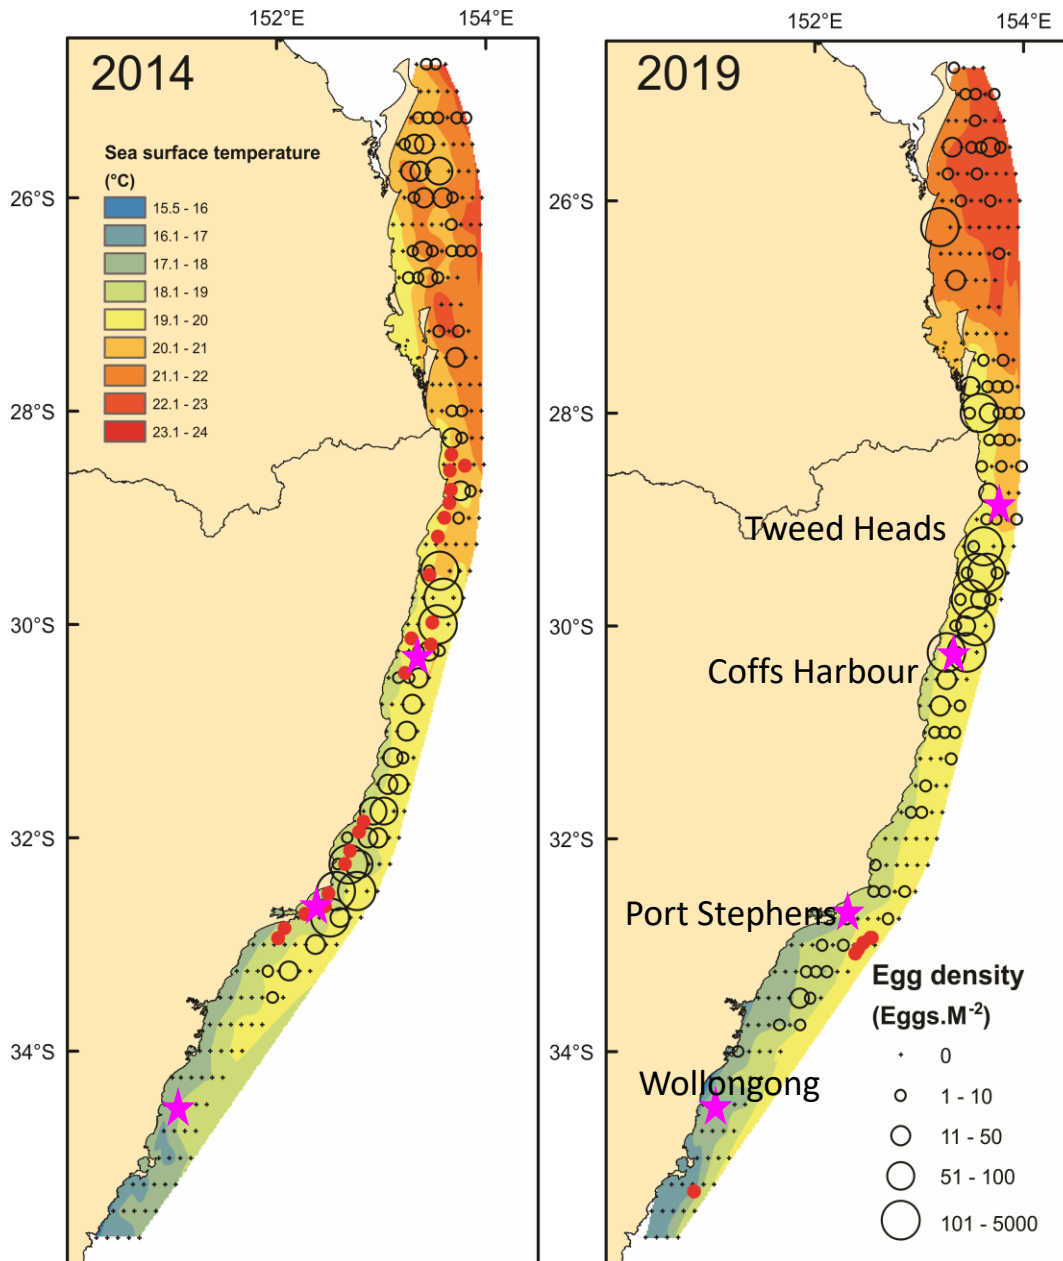 152°E 154°E 152°E 154°E
2014
2019
Sea surface temperature
(°C)
15.5 - 16
16.1 - 17
17.1 - 18
18.1 - 19
19.1 - 20
20.1 - 21
21.1 - 22
22.1 - 23
23.1 - 24
26°S
28°S
30°S
32°S
34°S
26°S
28°S
30°S
32°S
34°S
Tweed Heads
Coffs Harbour
Port Stephens
Wollongong
Egg density
(Eggs.M⁻²)
0
1 - 10
11 - 50
51 - 100
101 - 5000